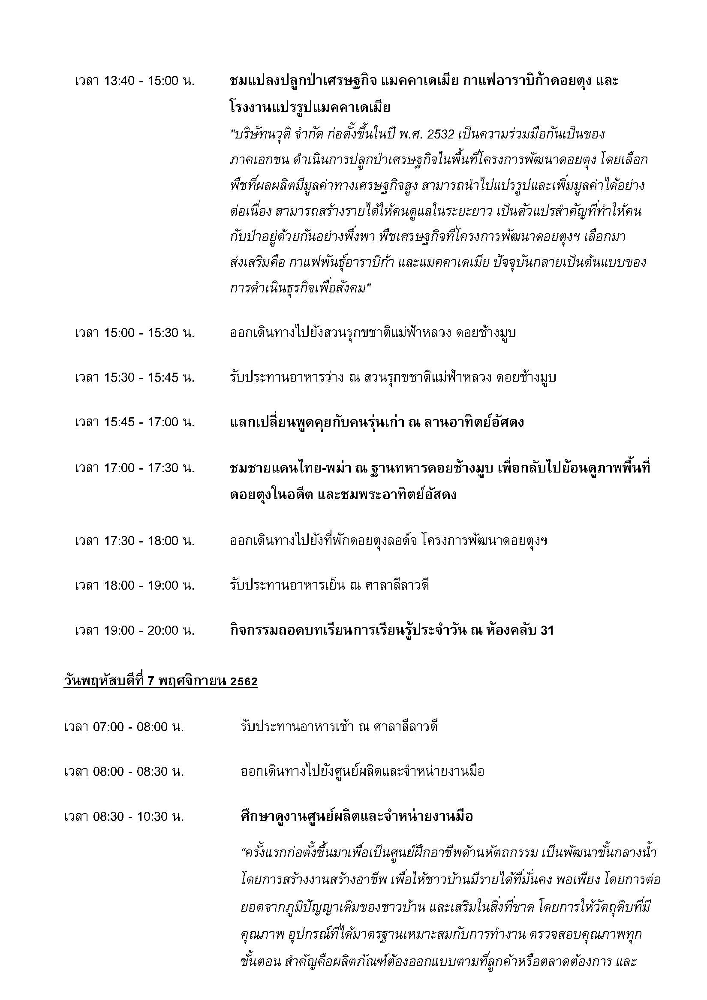 เวลา 13:40 - 15:00 น. ชมแปลงปลูกป่าเศรษฐกิจ แมคคาเดเมีย กาแฟอาราบิก้าดอยตุง และ
โรงงานแปรรูปแมคคาเดเมีย
"บริษัทนวุติ จำกัด ก่อตั้งขึ้นในปี พ.ศ. 2532 เป็นความร่วมมือกันเป็นของ
ภาคเอกชน ดำเนินการปลูกป่าเศรษฐกิจในพื้นที่โครงการพัฒนาดอยตุง โดยเลือก
พืชที่ผลผลิตมีมูลค่าทางเศรษฐกิจสูง สามารถนำไปแปรรูปและเพิ่มมูลค่าได้อย่าง
ต่อเนื่อง สามารถสร้างรายได้ให้คนดูแลในระยะยาว เป็นตัวแปรสำคัญที่ทำให้คน
กับป่าอยู่ด้วยกันอย่างพึ่งพา พืชเศรษฐกิจที่โครงการพัฒนาดอยตุงฯ เลือกมา
ส่งเสริมคือ กาแฟพันธุ์อาราบิก้า และแมคคาเดเมีย ปัจจุบันกลายเป็นต้นแบบของ
การดำเนินธุรกิจเพื่อสังคม"
เวลา 15:00 - 15:30 น. ออกเดินทางไปยังสวนรุกขชาติแม่ฟ้าหลวง ดอยช้างมูบ
เวลา 15:30 - 15:45 น. รับประทานอาหารว่าง ณ สวนรุกขชาติแม่ฟ้าหลวง ดอยช้างมูบ
เวลา 15:45 - 17:00 น. แลกเปลี่ยนพูดคุยกับคนรุ่นเก่า ณ ลานอาทิตย์อัศดง
เวลา 17:00 - 17:30 น. ชมชายแดนไทย-พม่า ณ ฐานทหารดอยช้างมูบ เพื่อกลับไปย้อนดูภาพพื้นที่
ดอยตุงในอดีต และชมพระอาทิตย์อัสดง
เวลา 17:30 - 18:00 น. ออกเดินทางไปยังที่พักดอยตุงลอด์จ โครงการพัฒนาดอยตุงฯ
เวลา 18:00 - 19:00 น. รับประทานอาหารเย็น ณ ศาลาลีลาวดี
เวลา 19:00 - 20:00 น. กิจกรรมถอดบทเรียนการเรียนรู้ประจำวัน ณ ห้องคลับ 31
วันพฤหัสบดีที่ 7 พฤศจิกายน 2562
เวลา 07:00 - 08:00 น. รับประทานอาหารเช้า ณ ศาลาลีลาวดี
เวลา 08:00 - 08:30 น. ออกเดินทางไปยังศูนย์ผลิตและจำหน่ายงานมือ
เวลา 08:30 - 10:30 น. ศึกษาดูงานศูนย์ผลิตและจำหน่ายงานมือ
“ครั้งแรกก่อตั้งขึ้นมาเพื่อเป็นศูนย์ฝึกอาชีพด้านหัตถกรรม เป็นพัฒนาขั้นกลางน้ำ
โดยการสร้างงานสร้างอาชีพ เพื่อให้ชาวบ้านมีรายได้ที่มั่นคง พอเพียง โดยการต่อ
ยอดจากภูมิปัญญาเดิมของชาวบ้าน และเสริมในสิ่งที่ขาด โดยการให้วัตถุดิบที่มี
คุณภาพ อุปกรณ์ที่ได้มาตรฐานเหมาะสมกับการทำงาน ตรวจสอบคุณภาพทุก
ขั้นตอน สำคัญคือผลิตภัณฑ์ต้องออกแบบตามที่ลูกค้าหรือตลาดต้องการ และ